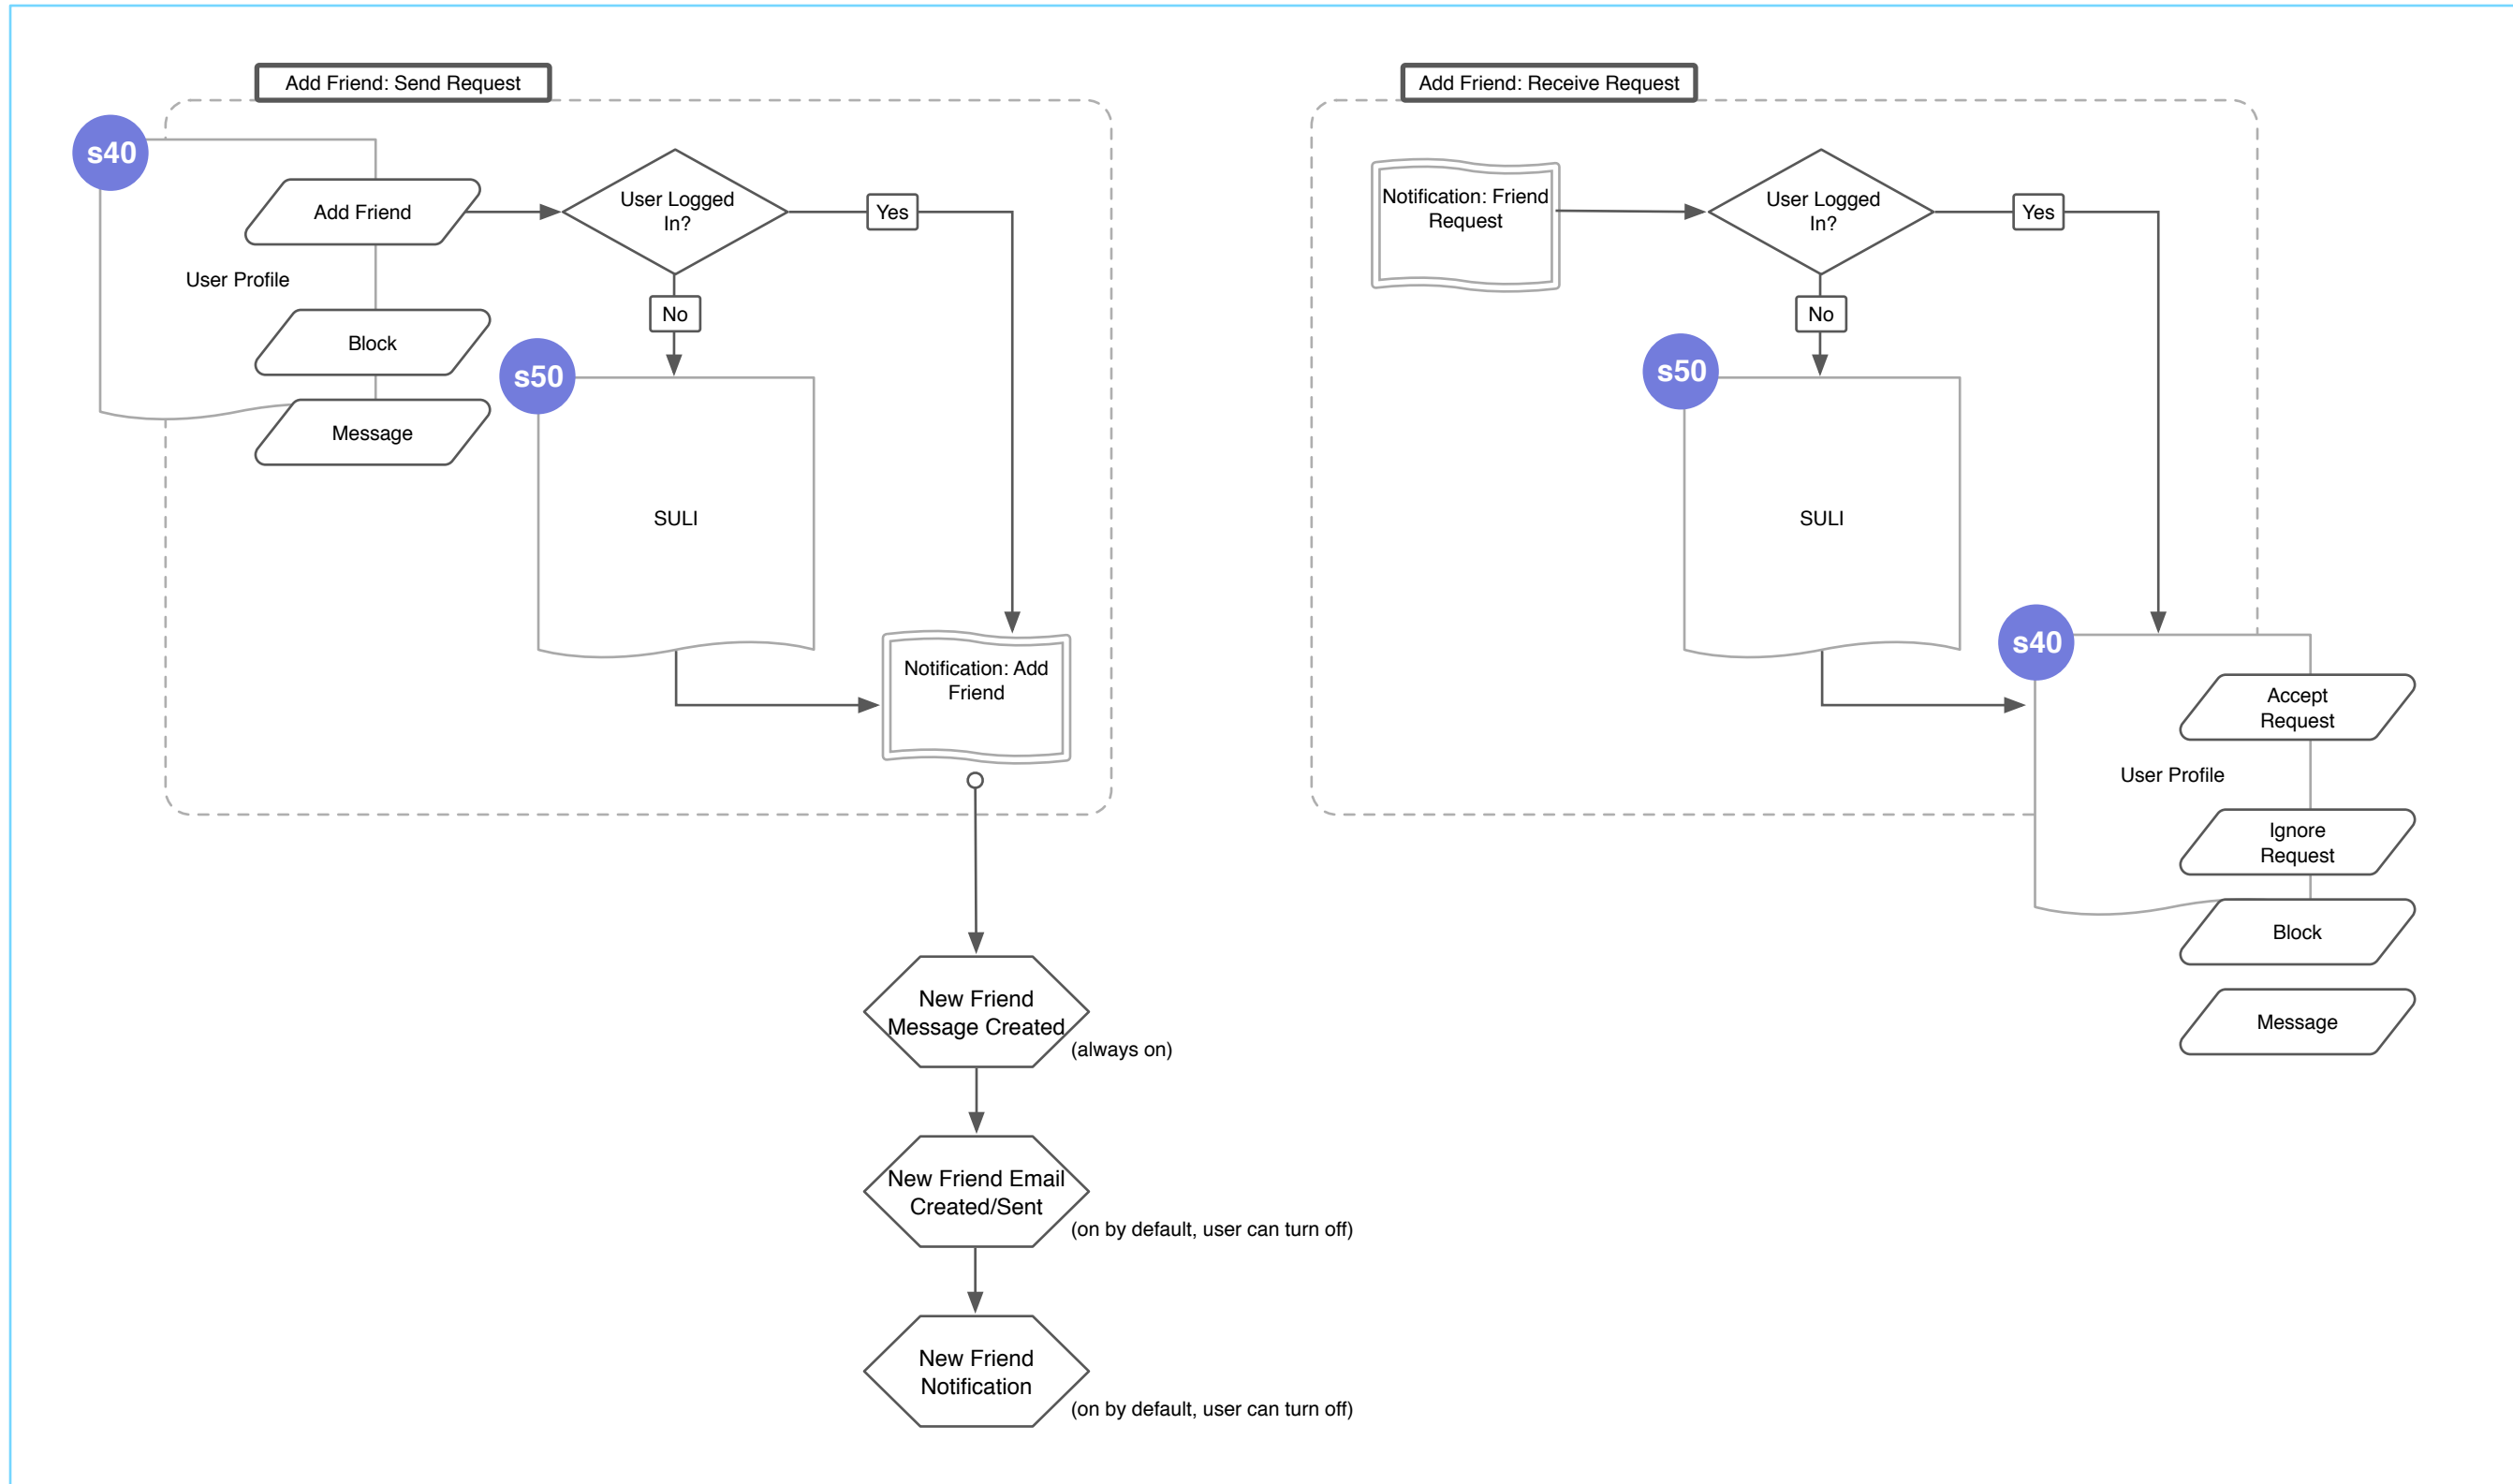 Add Friend: Send Request
s40
Add Friend
User Profile
Block
Message
User Logged
In?
Yes
No
s50
SULI
Notification: Add
Friend
New Friend
Message Created
(always on)
New Friend Email
Created/Sent
(on by default, user can turn off)
New Friend
Notification
(on by default, user can turn off)
Add Friend: Receive Request
Notification: Friend
Request
User Logged
In?
Yes
No
s50
SULI
s40
Accept
Request
User Profile
Ignore
Request
Block
Message